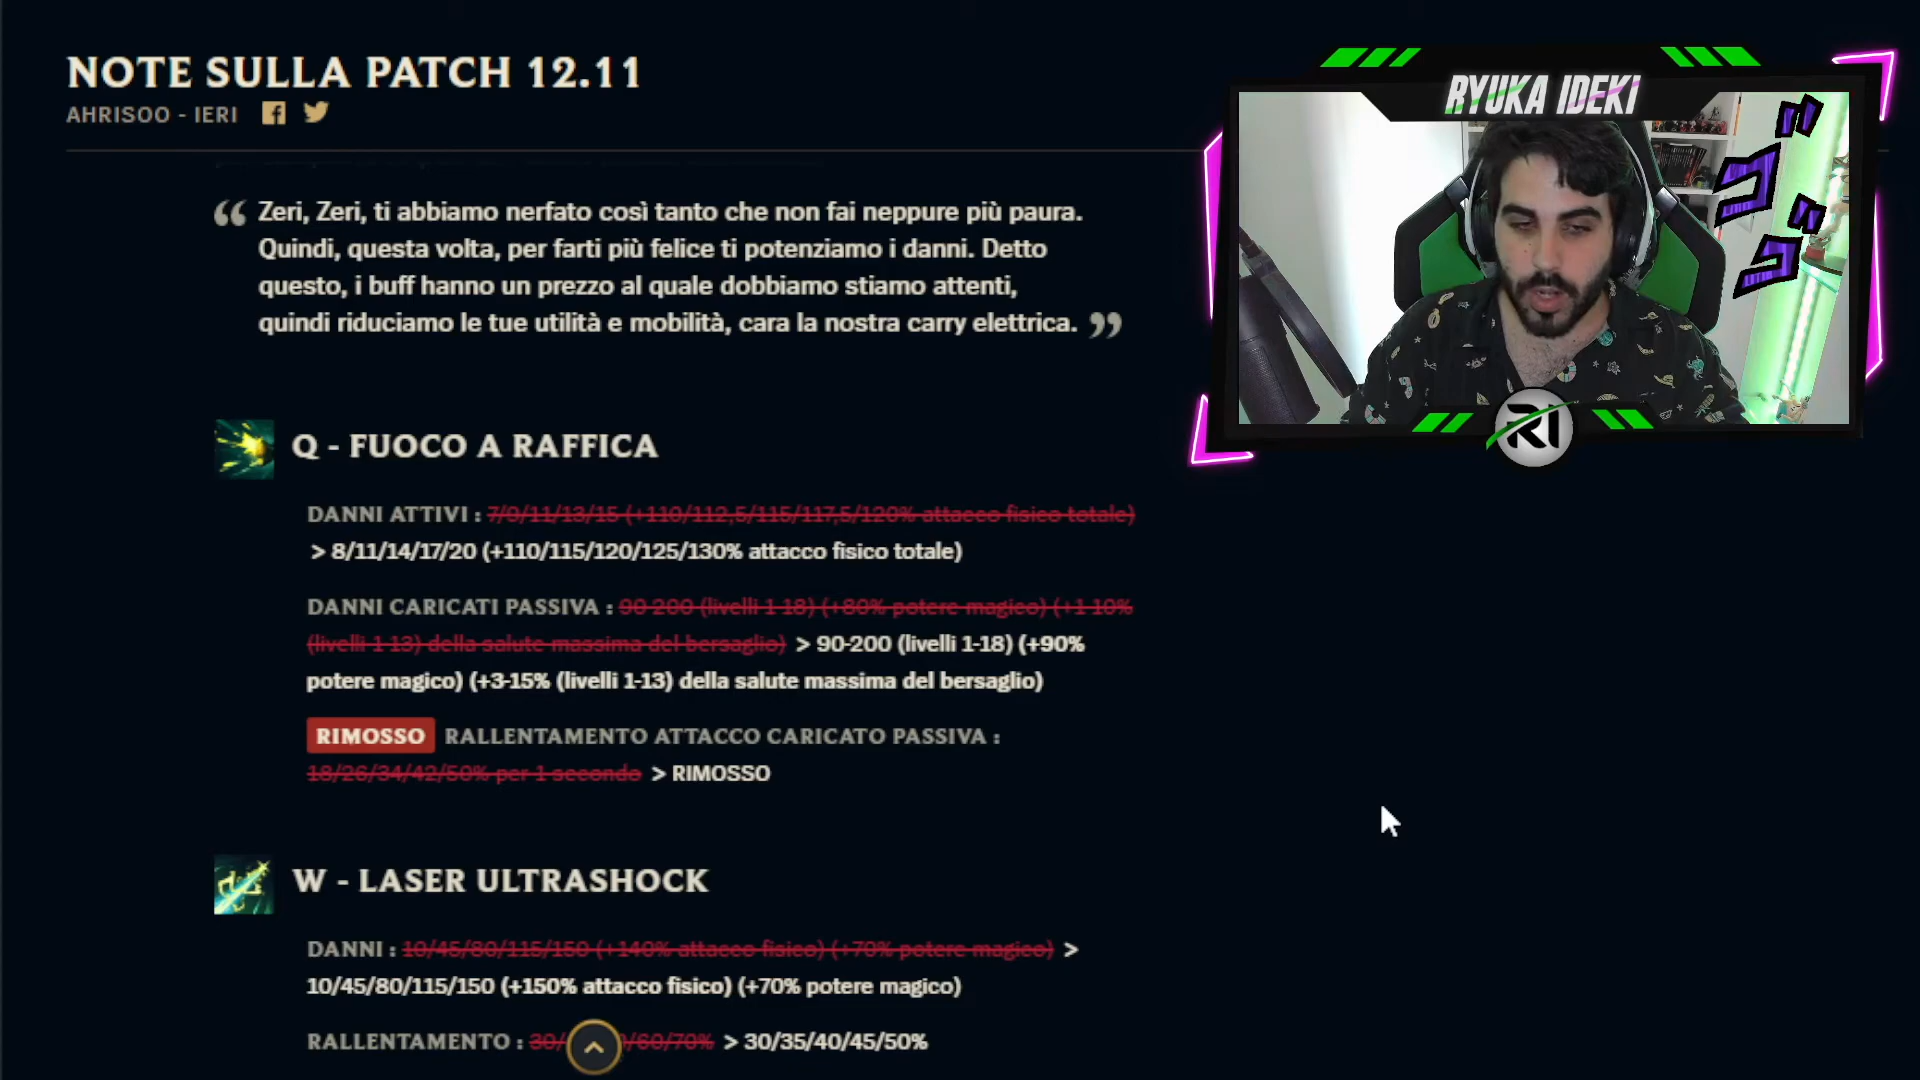 NOTE SULLA PATCH 12.11
AHRISOO - IERI
RYUKA IDEKI
Zeri, Zeri, ti abbiamo nerfato così tanto che non fai neppure più paura.
Quindi, questa volta, per farti più felice ti potenziamo i danni. Detto
questo, i buff hanno un prezzo al quale dobbiamo stiamo attenti,
quindi riduciamo le tue utilità e mobilità, cara la nostra carry elettrica.
RI
Q - FUOCO A RAFFICA
DANNI ATTIVI : 7/9/11/13/15 (+110/112,5/115/117,5/120% attacco fisico totale)
> 8/11/14/17/20 (+110/115/120/125/130% attacco fisico totale)
DANNI CARICATI PASSIVA : 90-200 (livelli 1-18) (+80% potere magico) (+1-10%
(livelli 1-13) della salute massima del bersaglio) > 90-200 (livelli 1-18) (+90%
potere magico) (+3-15% (livelli 1-13) della salute massima del bersaglio)
RIMOSSO RALLENTAMENTO ATTACCO CARICATO PASSIVA :
18/26/34/42/50% per 1 secondo > RIMOSSO
W - LASER ULTRASHOCK
DANNI : 10/45/80/115/150 (+140% attacco fisico) (+70% potere magico) >
10/45/80/115/150 (+150% attacco fisico) (+70% potere magico)
RALLENTAMENTO : 30/ /60/70% > 30/35/40/45/50%